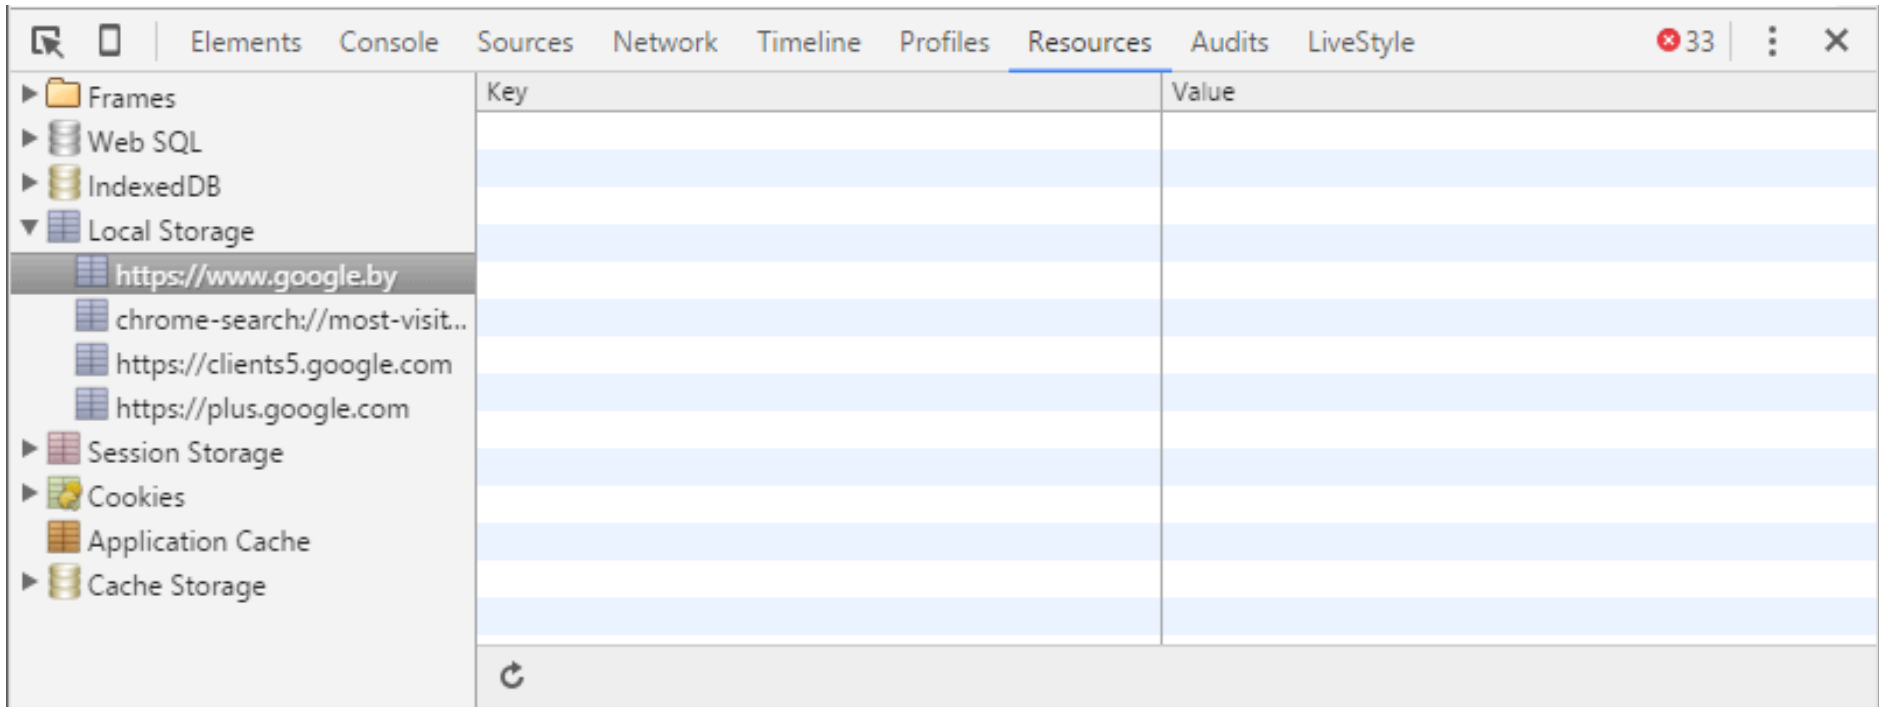 Elements Console Sources Network Timeline Profiles Resources Audits LiveStyle 33
Key Value
Frames
Web SQL
IndexedDB
Local Storage
https://www.google.by
chrome-search://most-visit...
https://clients5.google.com
https://plus.google.com
Session Storage
Cookies
Application Cache
Cache Storage